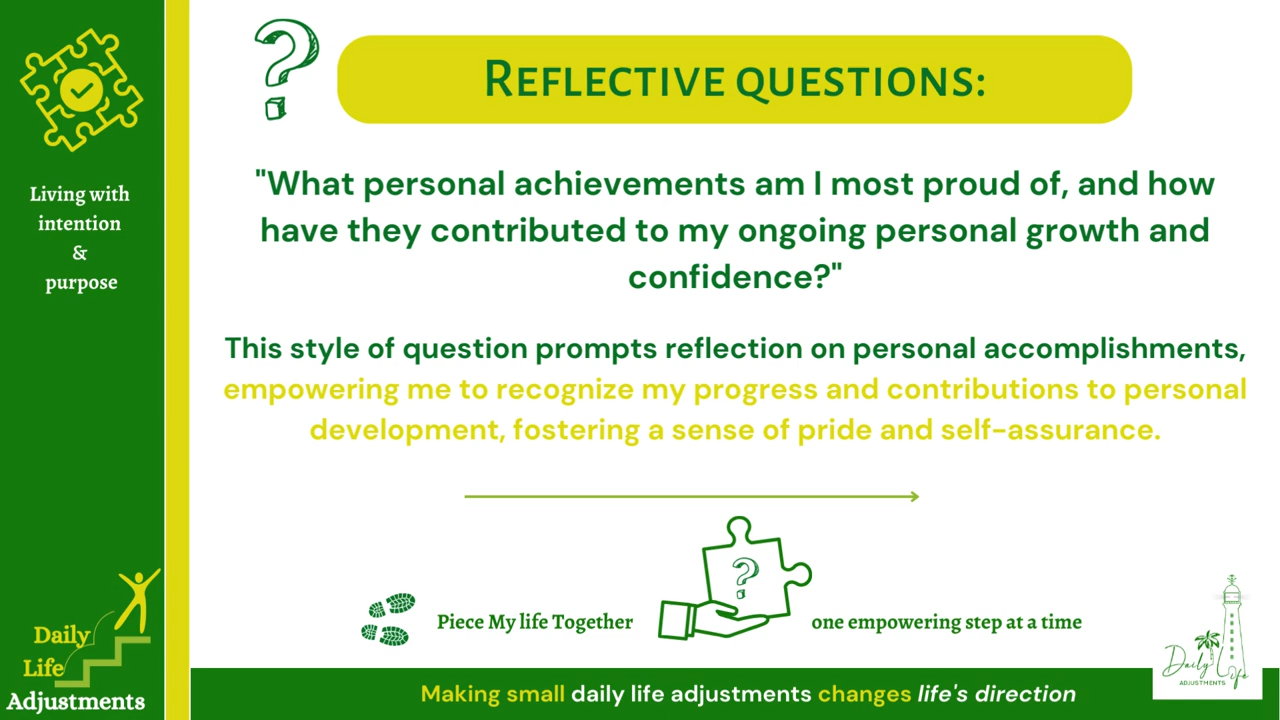 Living with
intention
&
purpose
Daily
Life
Adjustments
?
REFLECTIVE QUESTIONS:
"What personal achievements am I most proud of, and how
have they contributed to my ongoing personal growth and
confidence?"
This style of question prompts reflection on personal accomplishments,
empowering me to recognize my progress and contributions to personal
development, fostering a sense of pride and self-assurance.
?
Piece My life Together
one empowering step at a time
Making small daily life adjustments changes life's direction
Daily Life
ADJUSTMENTS